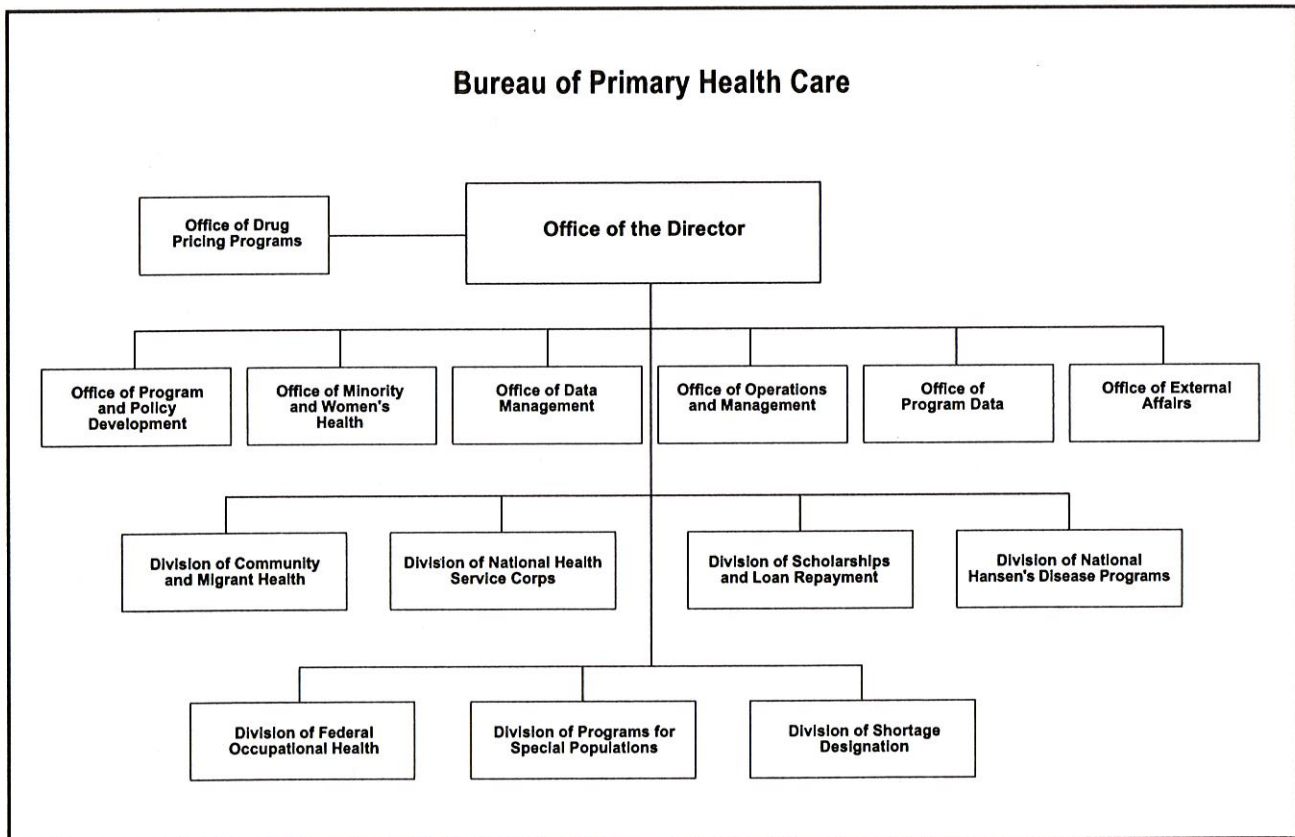 Bureau of Primary Health Care
Office of Drug
Pricing Programs
Office of the Director
Office of Program
and Policy
Development
Office of Minority
and Women's
Health
Office of Data
Management
Office of Operations
and Management
Office of
Program Data
Office of External
Affairs
Division of Community
and Migrant Health
Division of National Health
Service Corps
Division of Scholarships
and Loan Repayment
Division of National
Hansen's Disease Programs
Division of Federal
Occupational Health
Division of Programs for
Special Populations
Division of Shortage
Designation